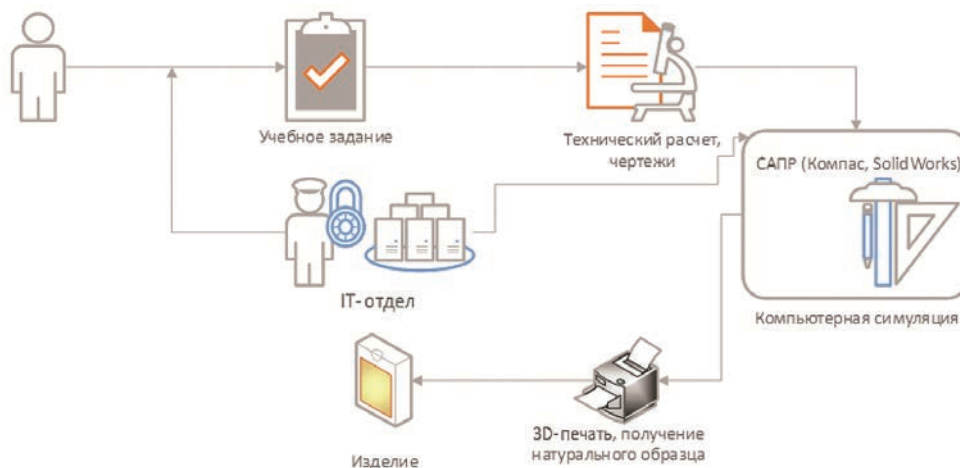 Учебное задание
Технический расчет,
чертежи
САПР (Компас, SolidWorks)
IT-отдел
Компьютерная симуляция
3D-печать, получение
натурального образца
Изделие